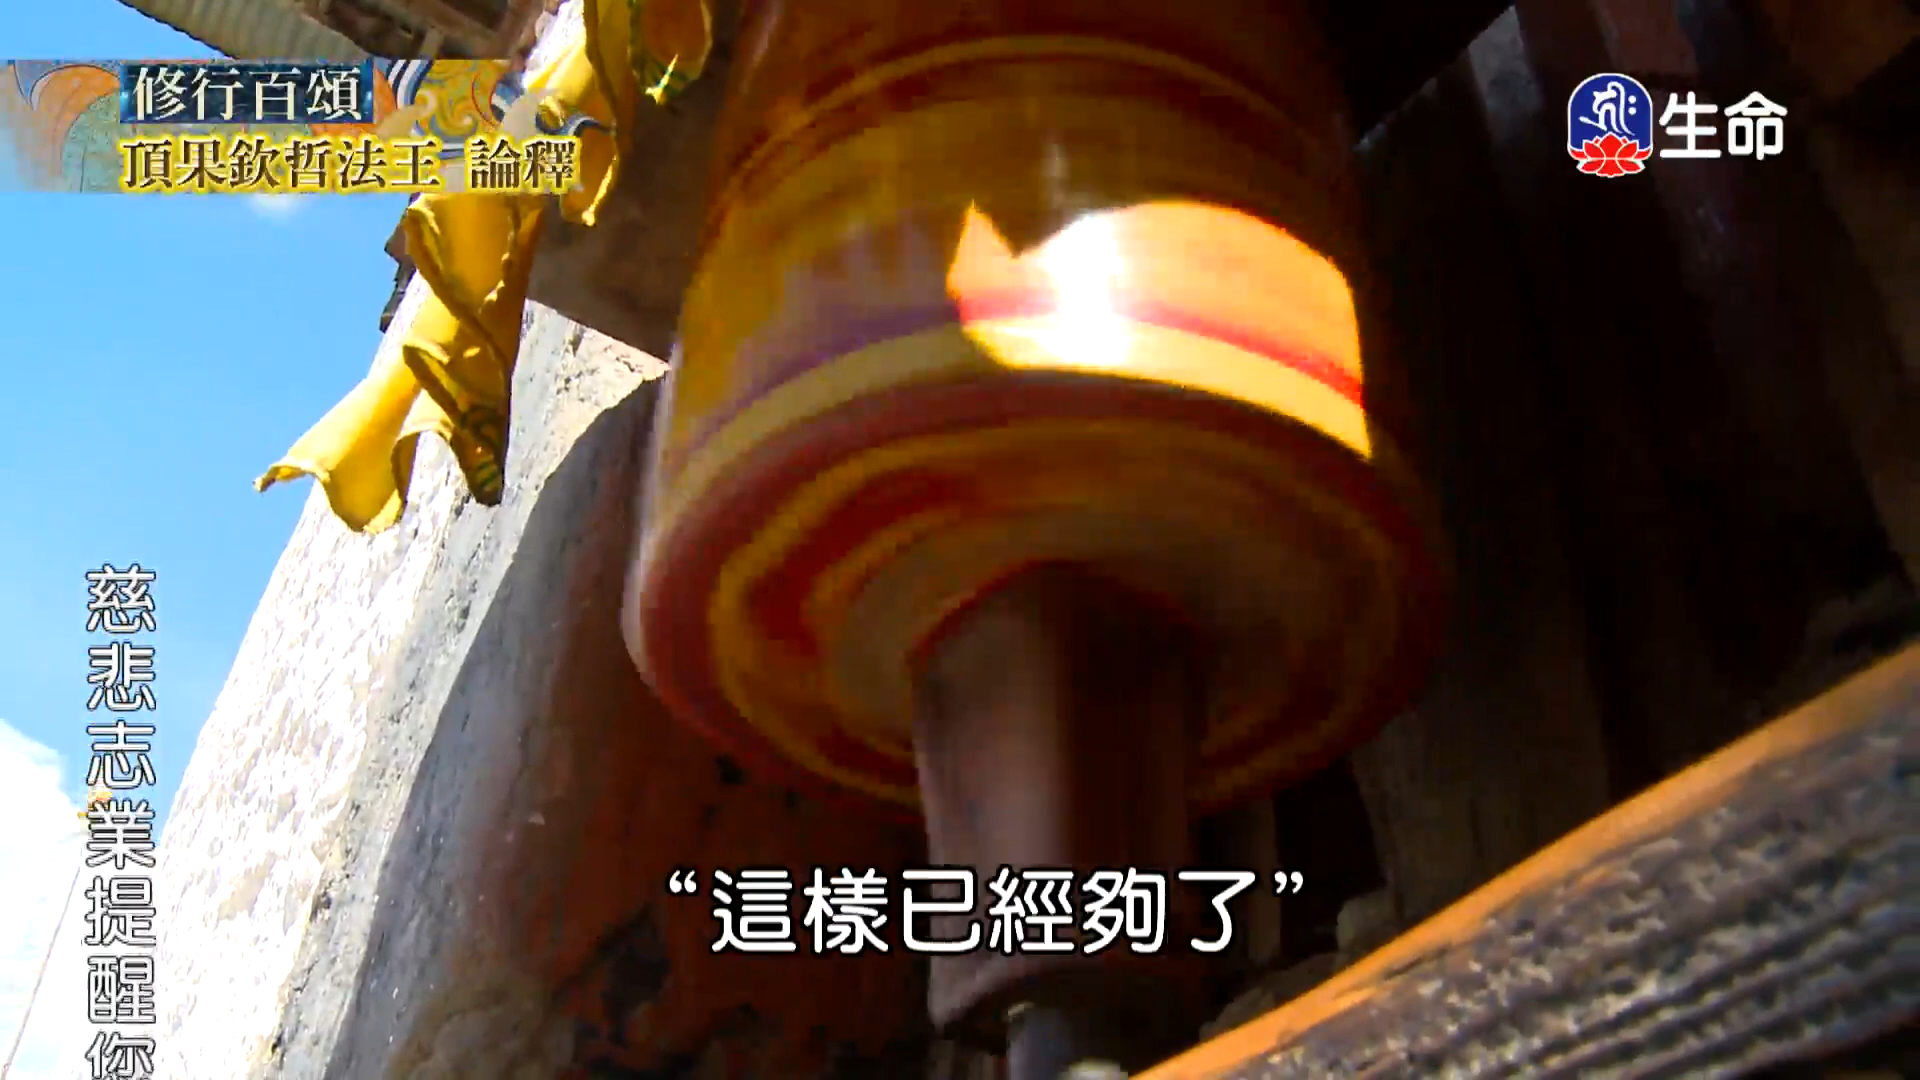 修行百頌
頂果欽哲法王 論釋
生命
慈悲志業提醒你
“這樣已經夠了”